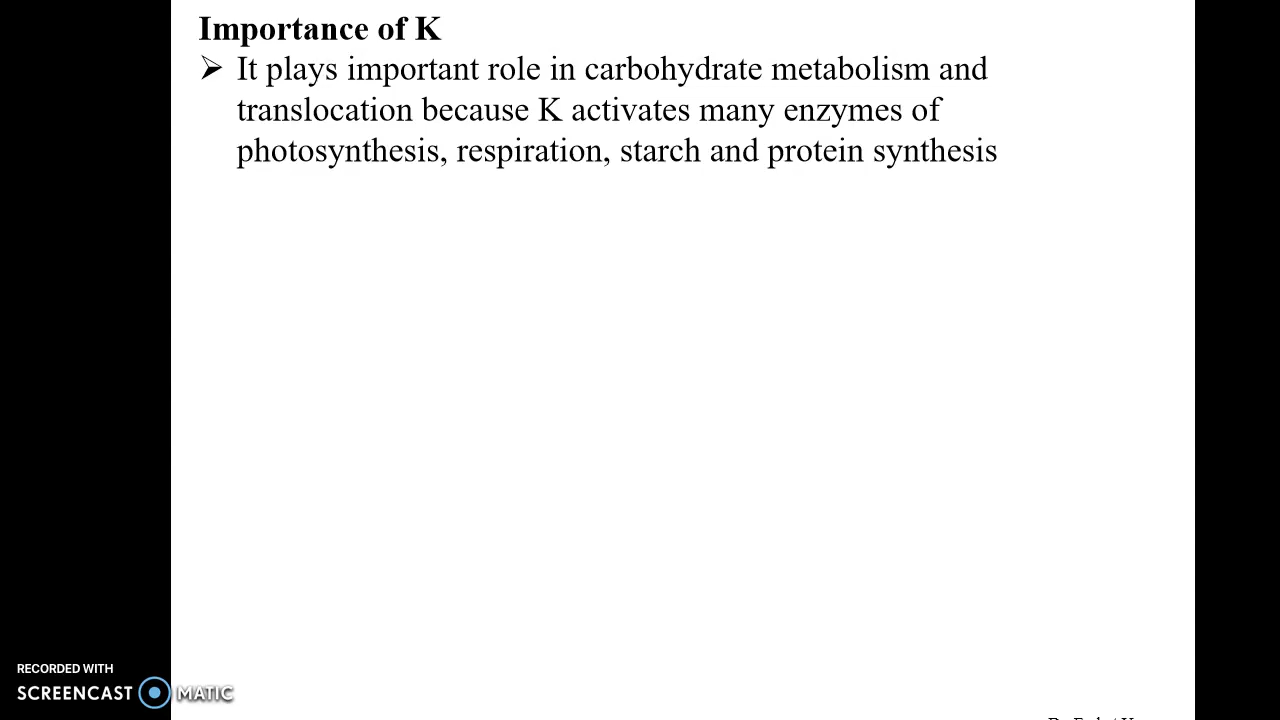 Importance of K
➢ It plays important role in carbohydrate metabolism and
translocation because K activates many enzymes of
photosynthesis, respiration, starch and protein synthesis
RECORDED WITH
SCREENCAST MATIC